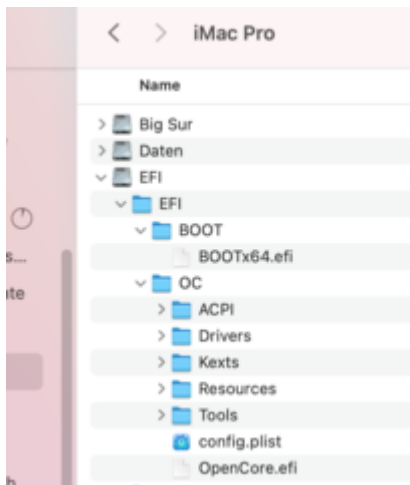 iMac Pro
Name
Big Sur
Daten
EFI
EFI
BOOT
s...
BOOTx64.efi
OC
te
ACPI
Drivers
Kexts
Resources
Tools
config.plist
OpenCore.efi